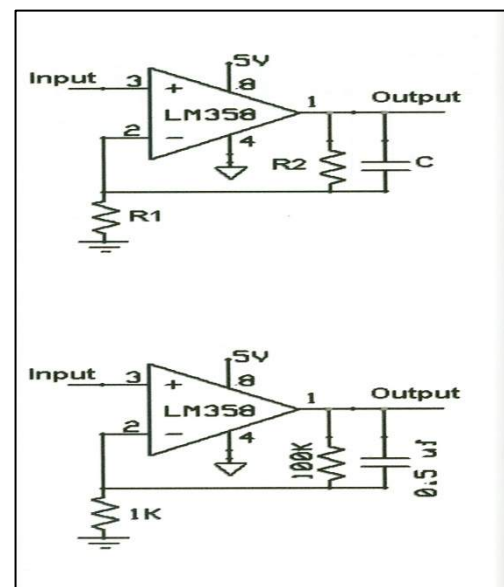 5V
Input 3 + 8
LM358 1 Output
2 − 4
R2 C
R1
5V
Input 3 + 8
LM358 1 Output
2 − 4
100K 0.5 uf
1K